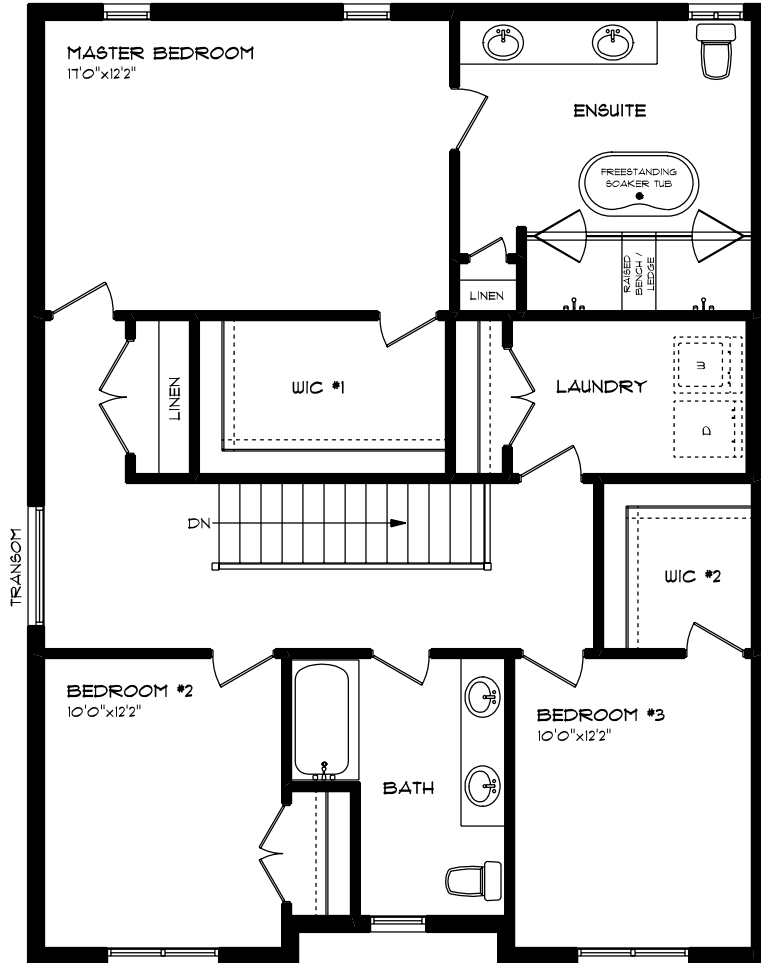 MASTER BEDROOM
17'0"x12'2"
ENSUITE
FREESTANDING
SOAKER TUB
RAISED
BENCH /
LEDGE
LINEN
LINEN
WIC #1
LAUNDRY
W
D
DN
TRANSOM
WIC #2
BEDROOM #2
10'0"x12'2"
BEDROOM #3
10'0"x12'2"
BATH